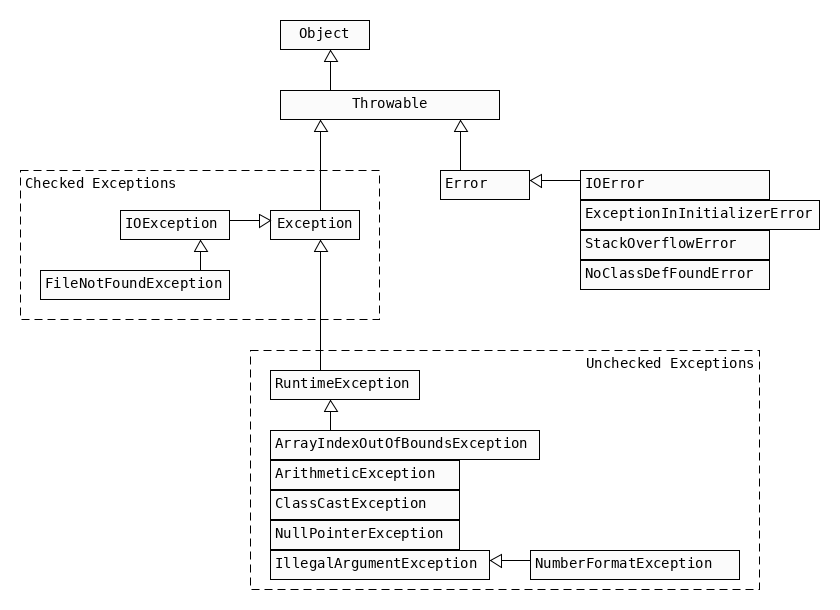 Object
Throwable
Checked Exceptions
Error
IOError
IOException
Exception
ExceptionInInitializerError
StackOverflowError
NoClassDefFoundError
FileNotFoundException
Unchecked Exceptions
RuntimeException
ArrayIndexOutOfBoundsException
ArithmeticException
ClassCastException
NullPointerException
IllegalArgumentException
NumberFormatException